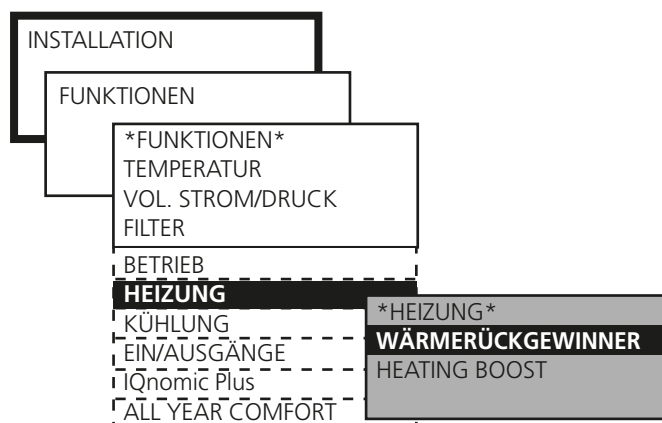 INSTALLATION
FUNKTIONEN
*FUNKTIONEN*
TEMPERATUR
VOL. STROM/DRUCK
FILTER
BETRIEB
HEIZUNG
KÜHLUNG
EIN/AUSGÄNGE
IQnomic Plus
ALL YEAR COMFORT
*HEIZUNG*
WÄRMERÜCKGEWINNER
HEATING BOOST